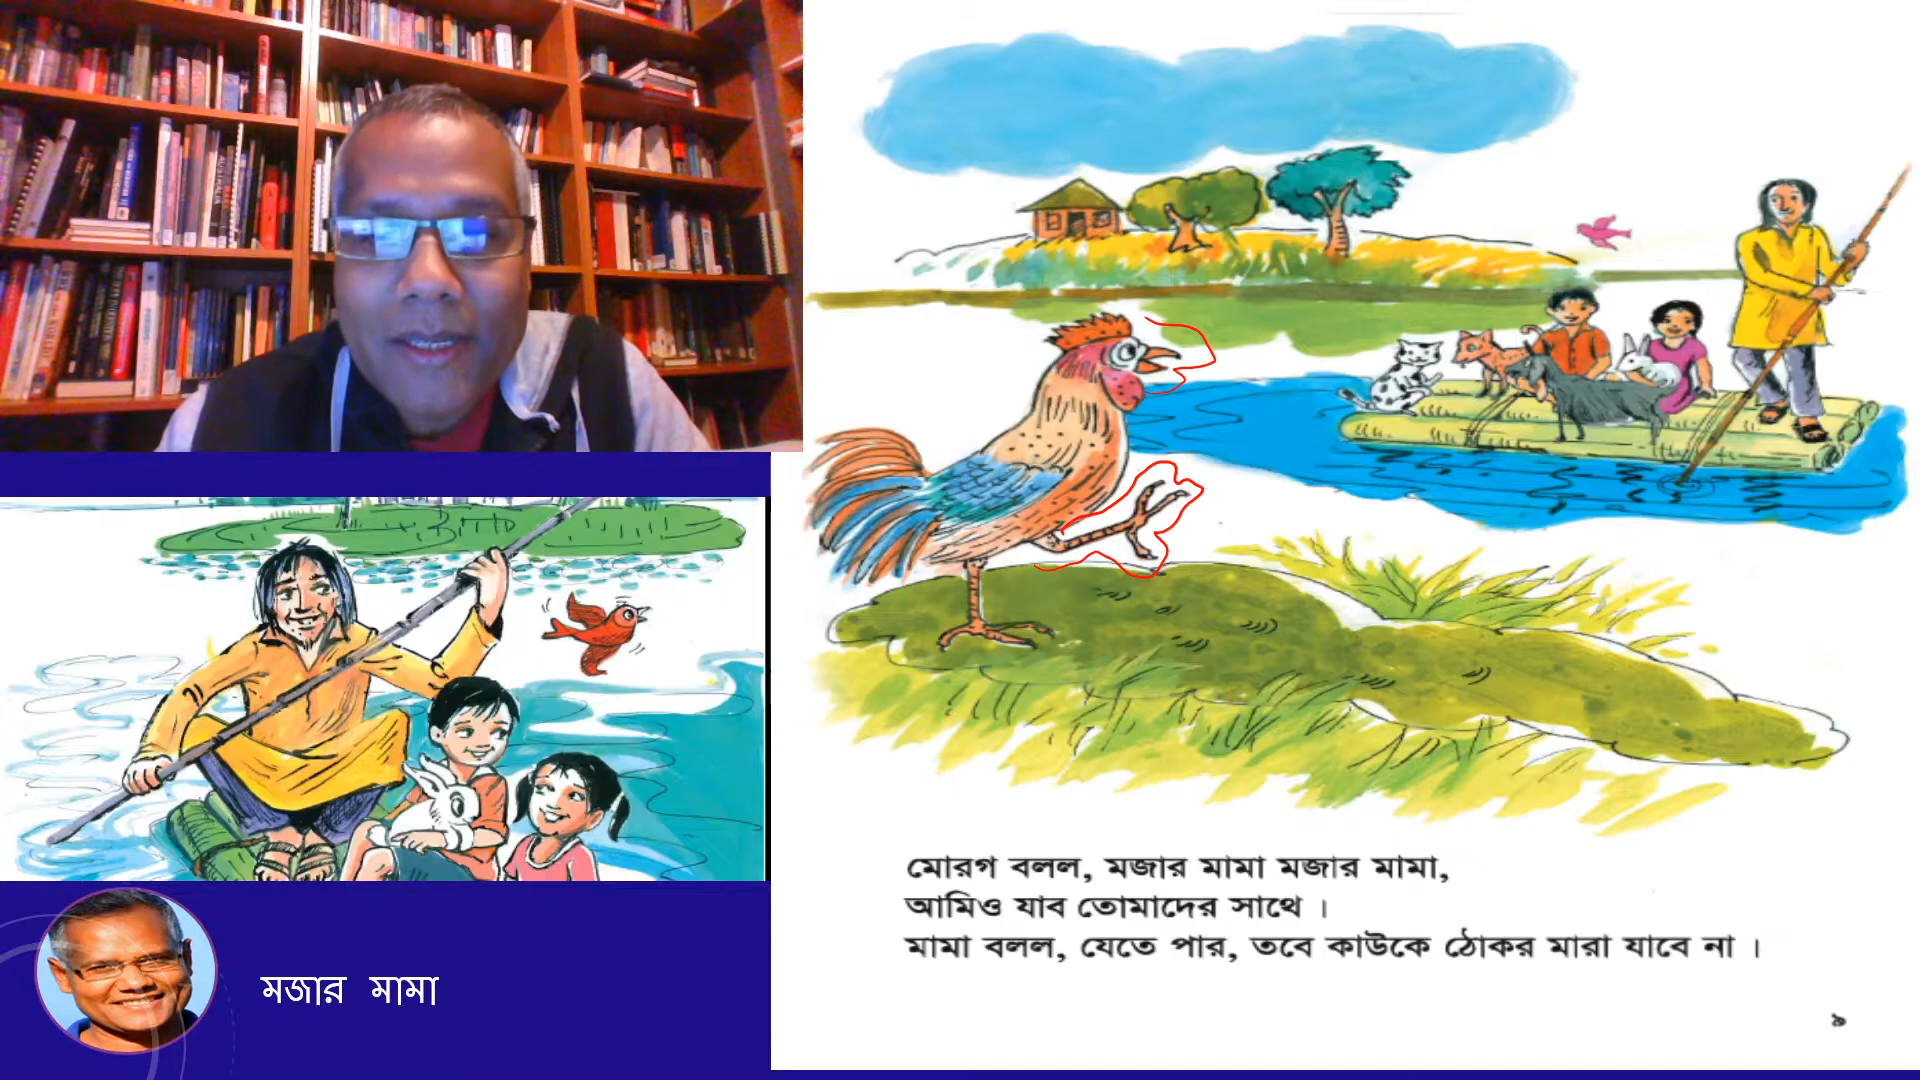 মোরগ বলল, মজার মামা মজার মামা,
আমিও যাব তোমাদের সাথে ।
মামা বলল, যেতে পার, তবে কাউকে ঠোকর মারা যাবে না ।
৯
মজার মামা